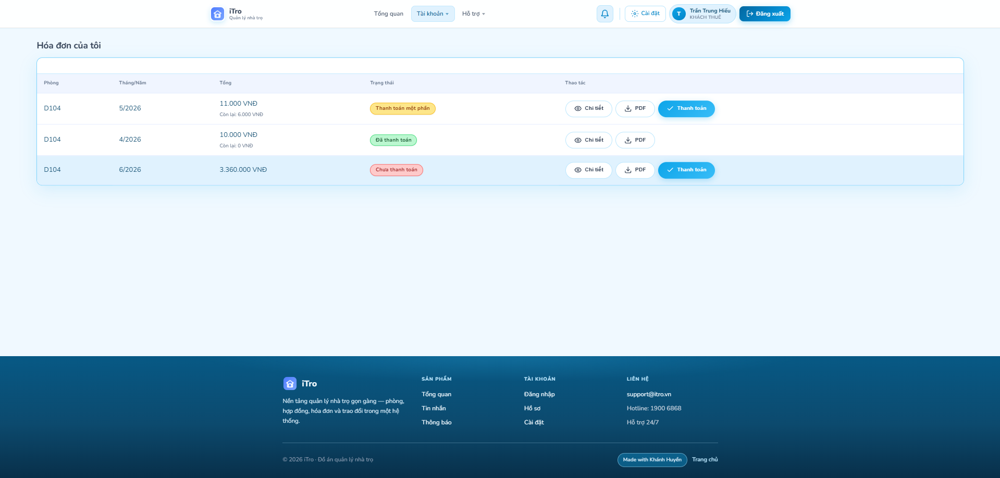 iTro
Quản lý nhà trọ
Tổng quan
Tài khoản
Hỗ trợ
Cài đặt
T
Trần Trung Hiếu
KHÁCH THUÊ
Đăng xuất
Hóa đơn của tôi
Phòng Tháng/Năm Tổng Trạng thái Thao tác
D104 5/2026 11.000 VNĐ Thanh toán một phần Chi tiết PDF Thanh toán
Còn lại: 6.000 VNĐ
D104 4/2026 10.000 VNĐ Đã thanh toán Chi tiết PDF
Còn lại: 0 VNĐ
D104 6/2026 3.360.000 VNĐ Chưa thanh toán Chi tiết PDF Thanh toán
iTro
Nền tảng quản lý nhà trọ gọn gàng — phòng,
hợp đồng, hóa đơn và trao đổi trong một hệ
thống.
SẢN PHẨM
Tổng quan
Tin nhắn
Thông báo
TÀI KHOẢN
Đăng nhập
Hồ sơ
Cài đặt
LIÊN HỆ
support@itro.vn
Hotline: 1900 6868
Hỗ trợ 24/7
© 2026 iTro · Đồ án quản lý nhà trọ
Made with Khánh Huyền
Trang chủ